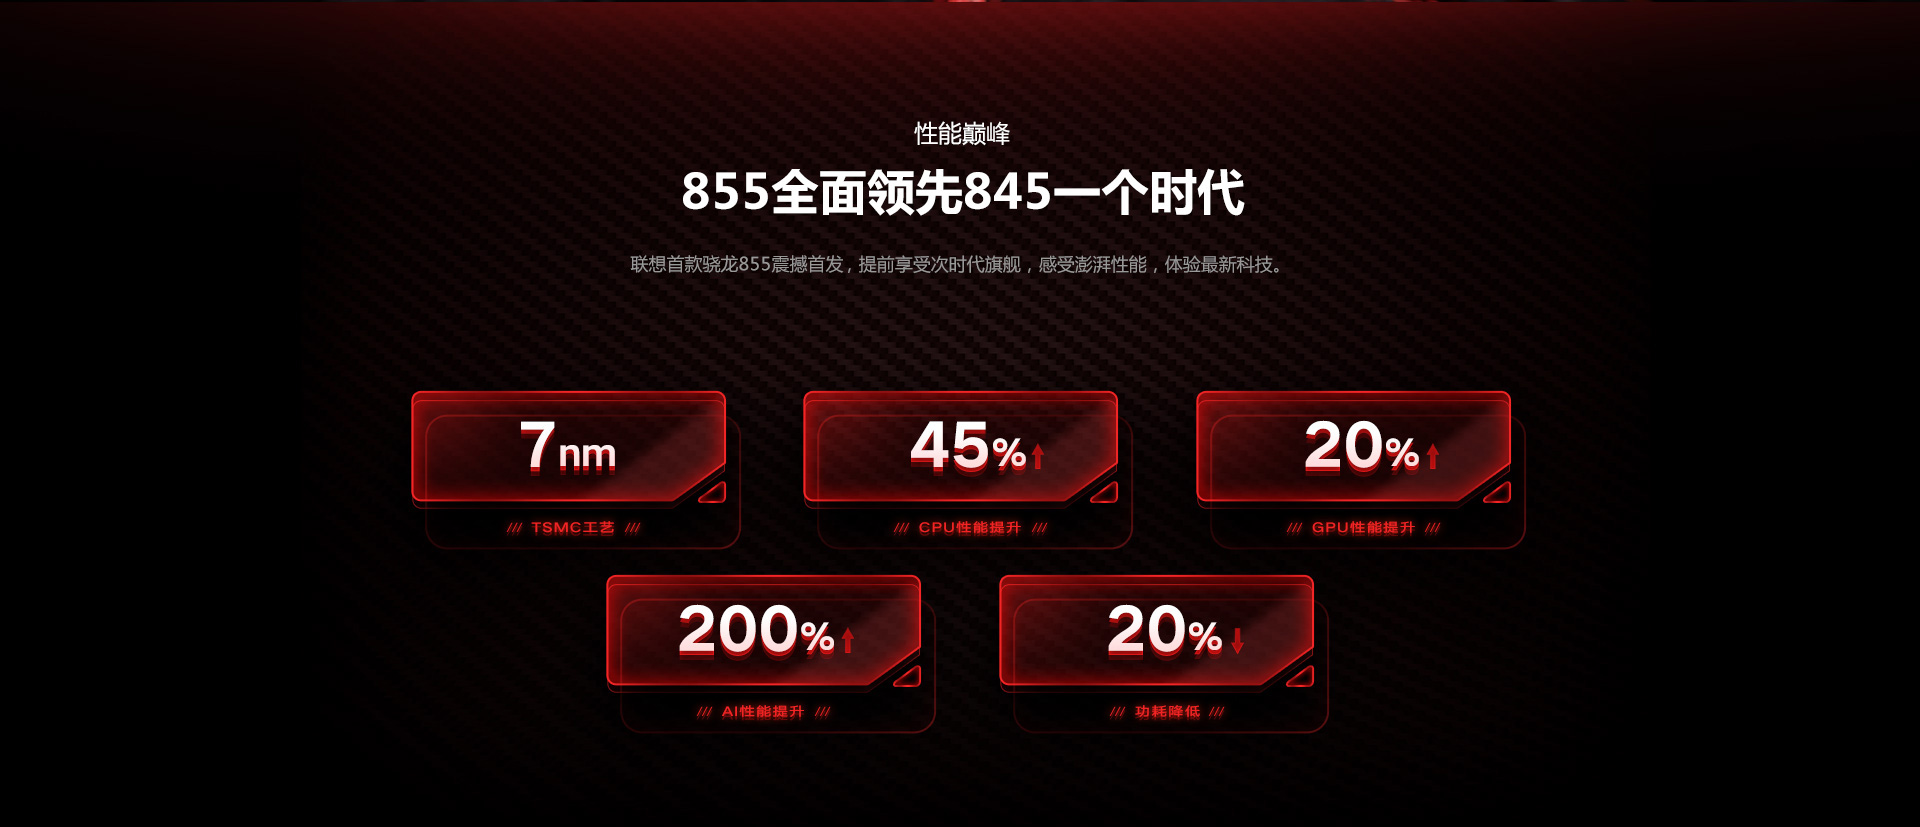 性能巅峰
855全面领先845一个时代
联想首款骁龙855震撼首发，提前享受次时代旗舰，感受澎湃性能，体验最新科技。
7nm
45%↑
20%↑
/// TSMC工艺 ///
/// CPU性能提升 ///
/// GPU性能提升 ///
200%↑
20%↓
/// AI性能提升 ///
/// 功耗降低 ///